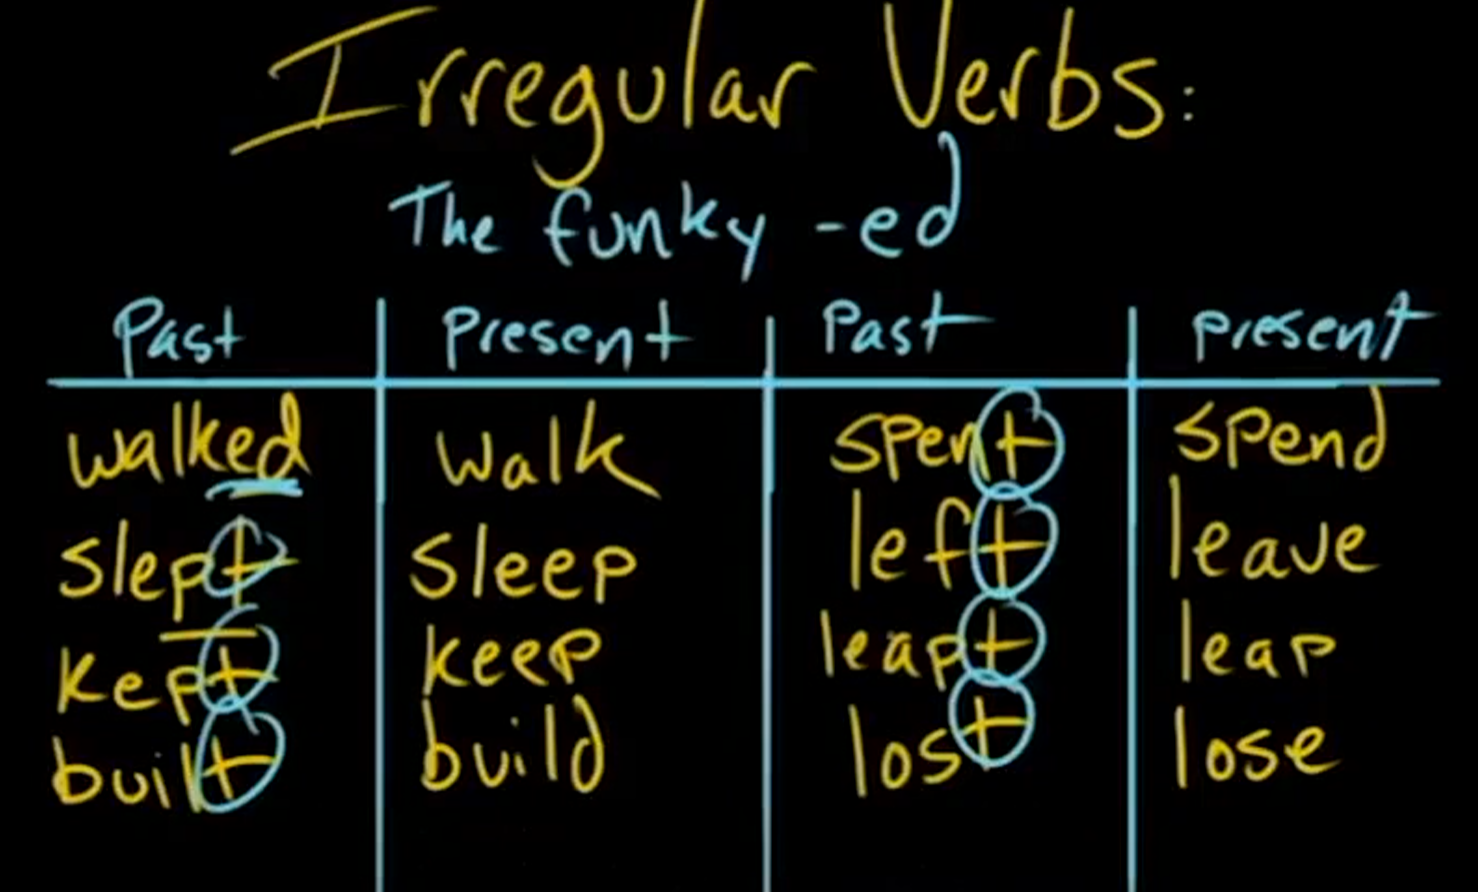 Irregular Verbs:
The funky -ed
Past present Past present
walked walk spent spend
slept sleep left leave
kept keep leapt leap
built build lost lose